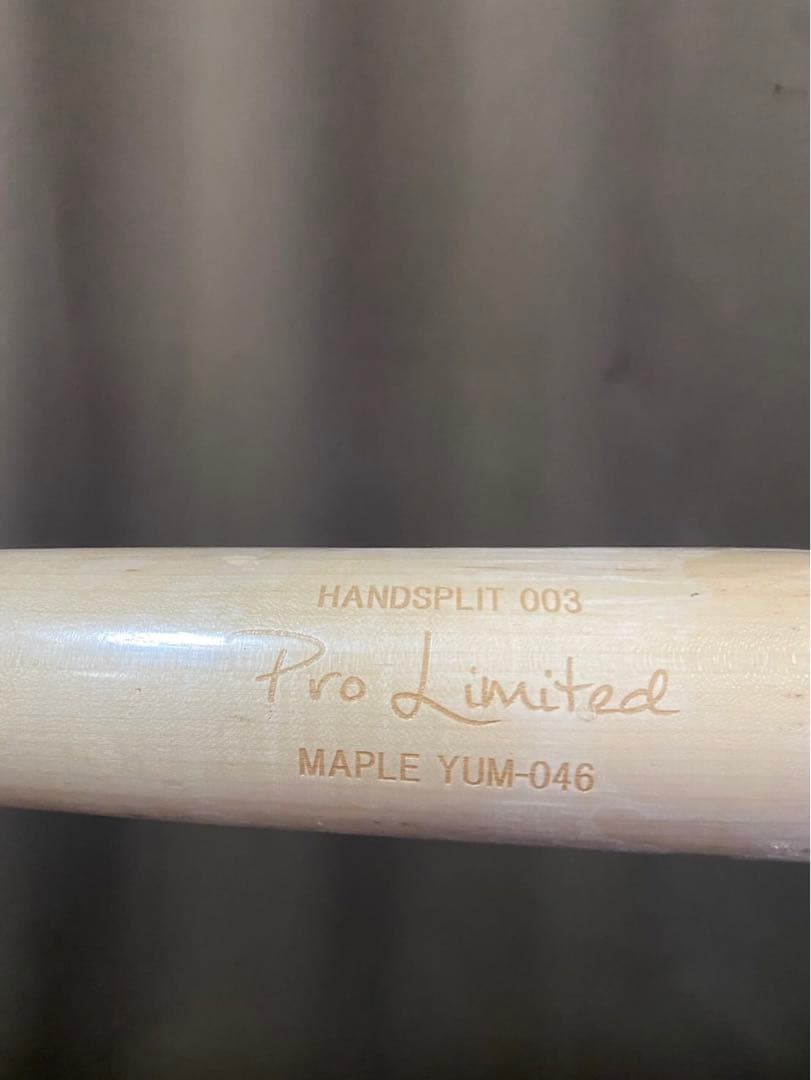 HANDSPLIT 003
Pro Limited
MAPLE YUM-046